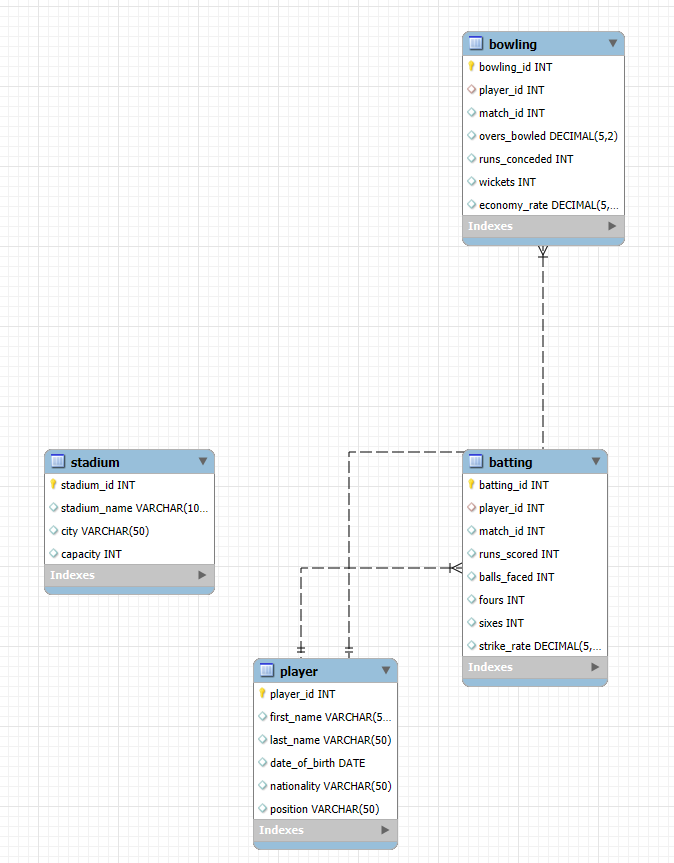 bowling
bowling_id INT
player_id INT
match_id INT
overs_bowled DECIMAL(5,2)
runs_conceded INT
wickets INT
economy_rate DECIMAL(5,...
Indexes
stadium
stadium_id INT
stadium_name VARCHAR(10...
city VARCHAR(50)
capacity INT
Indexes
batting
batting_id INT
player_id INT
match_id INT
runs_scored INT
balls_faced INT
fours INT
sixes INT
strike_rate DECIMAL(5,...
Indexes
player
player_id INT
first_name VARCHAR(5...
last_name VARCHAR(50)
date_of_birth DATE
nationality VARCHAR(50)
position VARCHAR(50)
Indexes